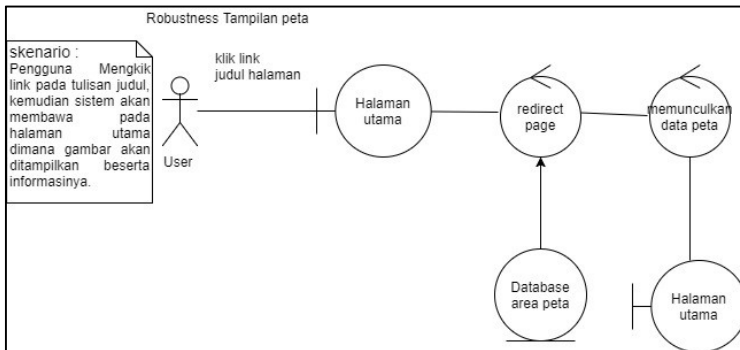 Robustness Tampilan peta
skenario :
Pengguna Mengkik
link pada tulisan judul,
kemudian sistem akan
membawa pada
halaman utama
dimana gambar akan
ditampilkan beserta
informasinya.
User
klik link
judul halaman
Halaman
utama
redirect
page
memunculkan
data peta
Database
area peta
Halaman
utama